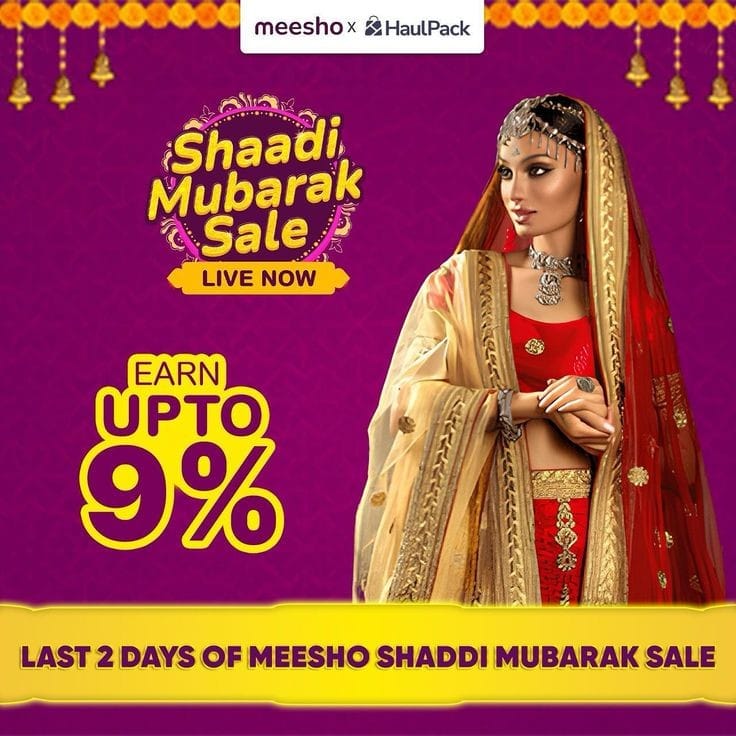 meesho x HaulPack
Shaadi
Mubarak
Sale
LIVE NOW
EARN
UPTO
9%
LAST 2 DAYS OF MEESHO SHADDI MUBARAK SALE